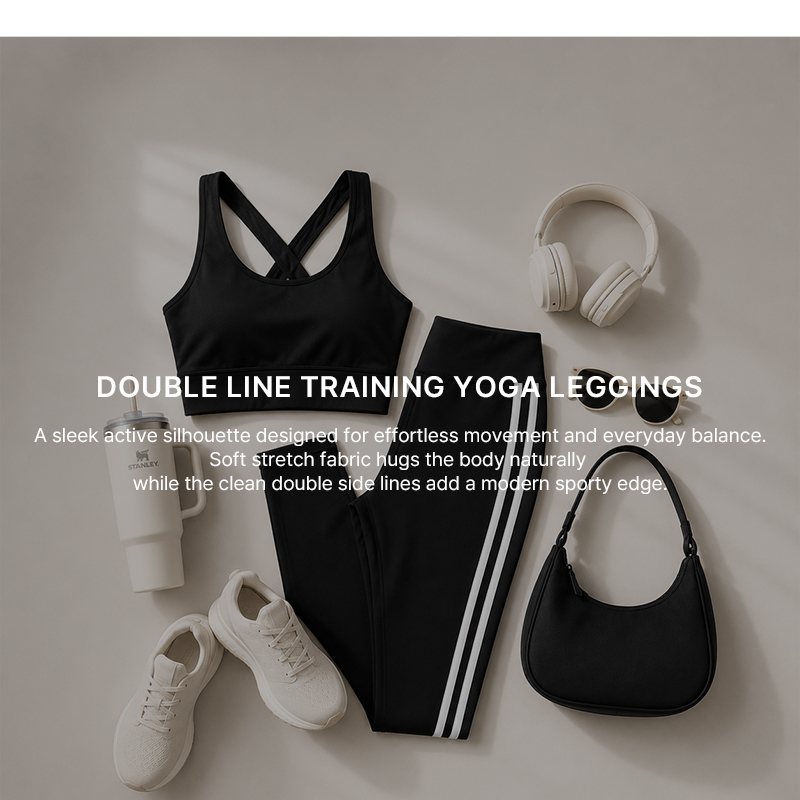 DOUBLE LINE TRAINING YOGA LEGGINGS
A sleek active silhouette designed for effortless movement and everyday balance.
Soft stretch fabric hugs the body naturally
while the clean double side lines add a modern sporty edge.
STANLEY